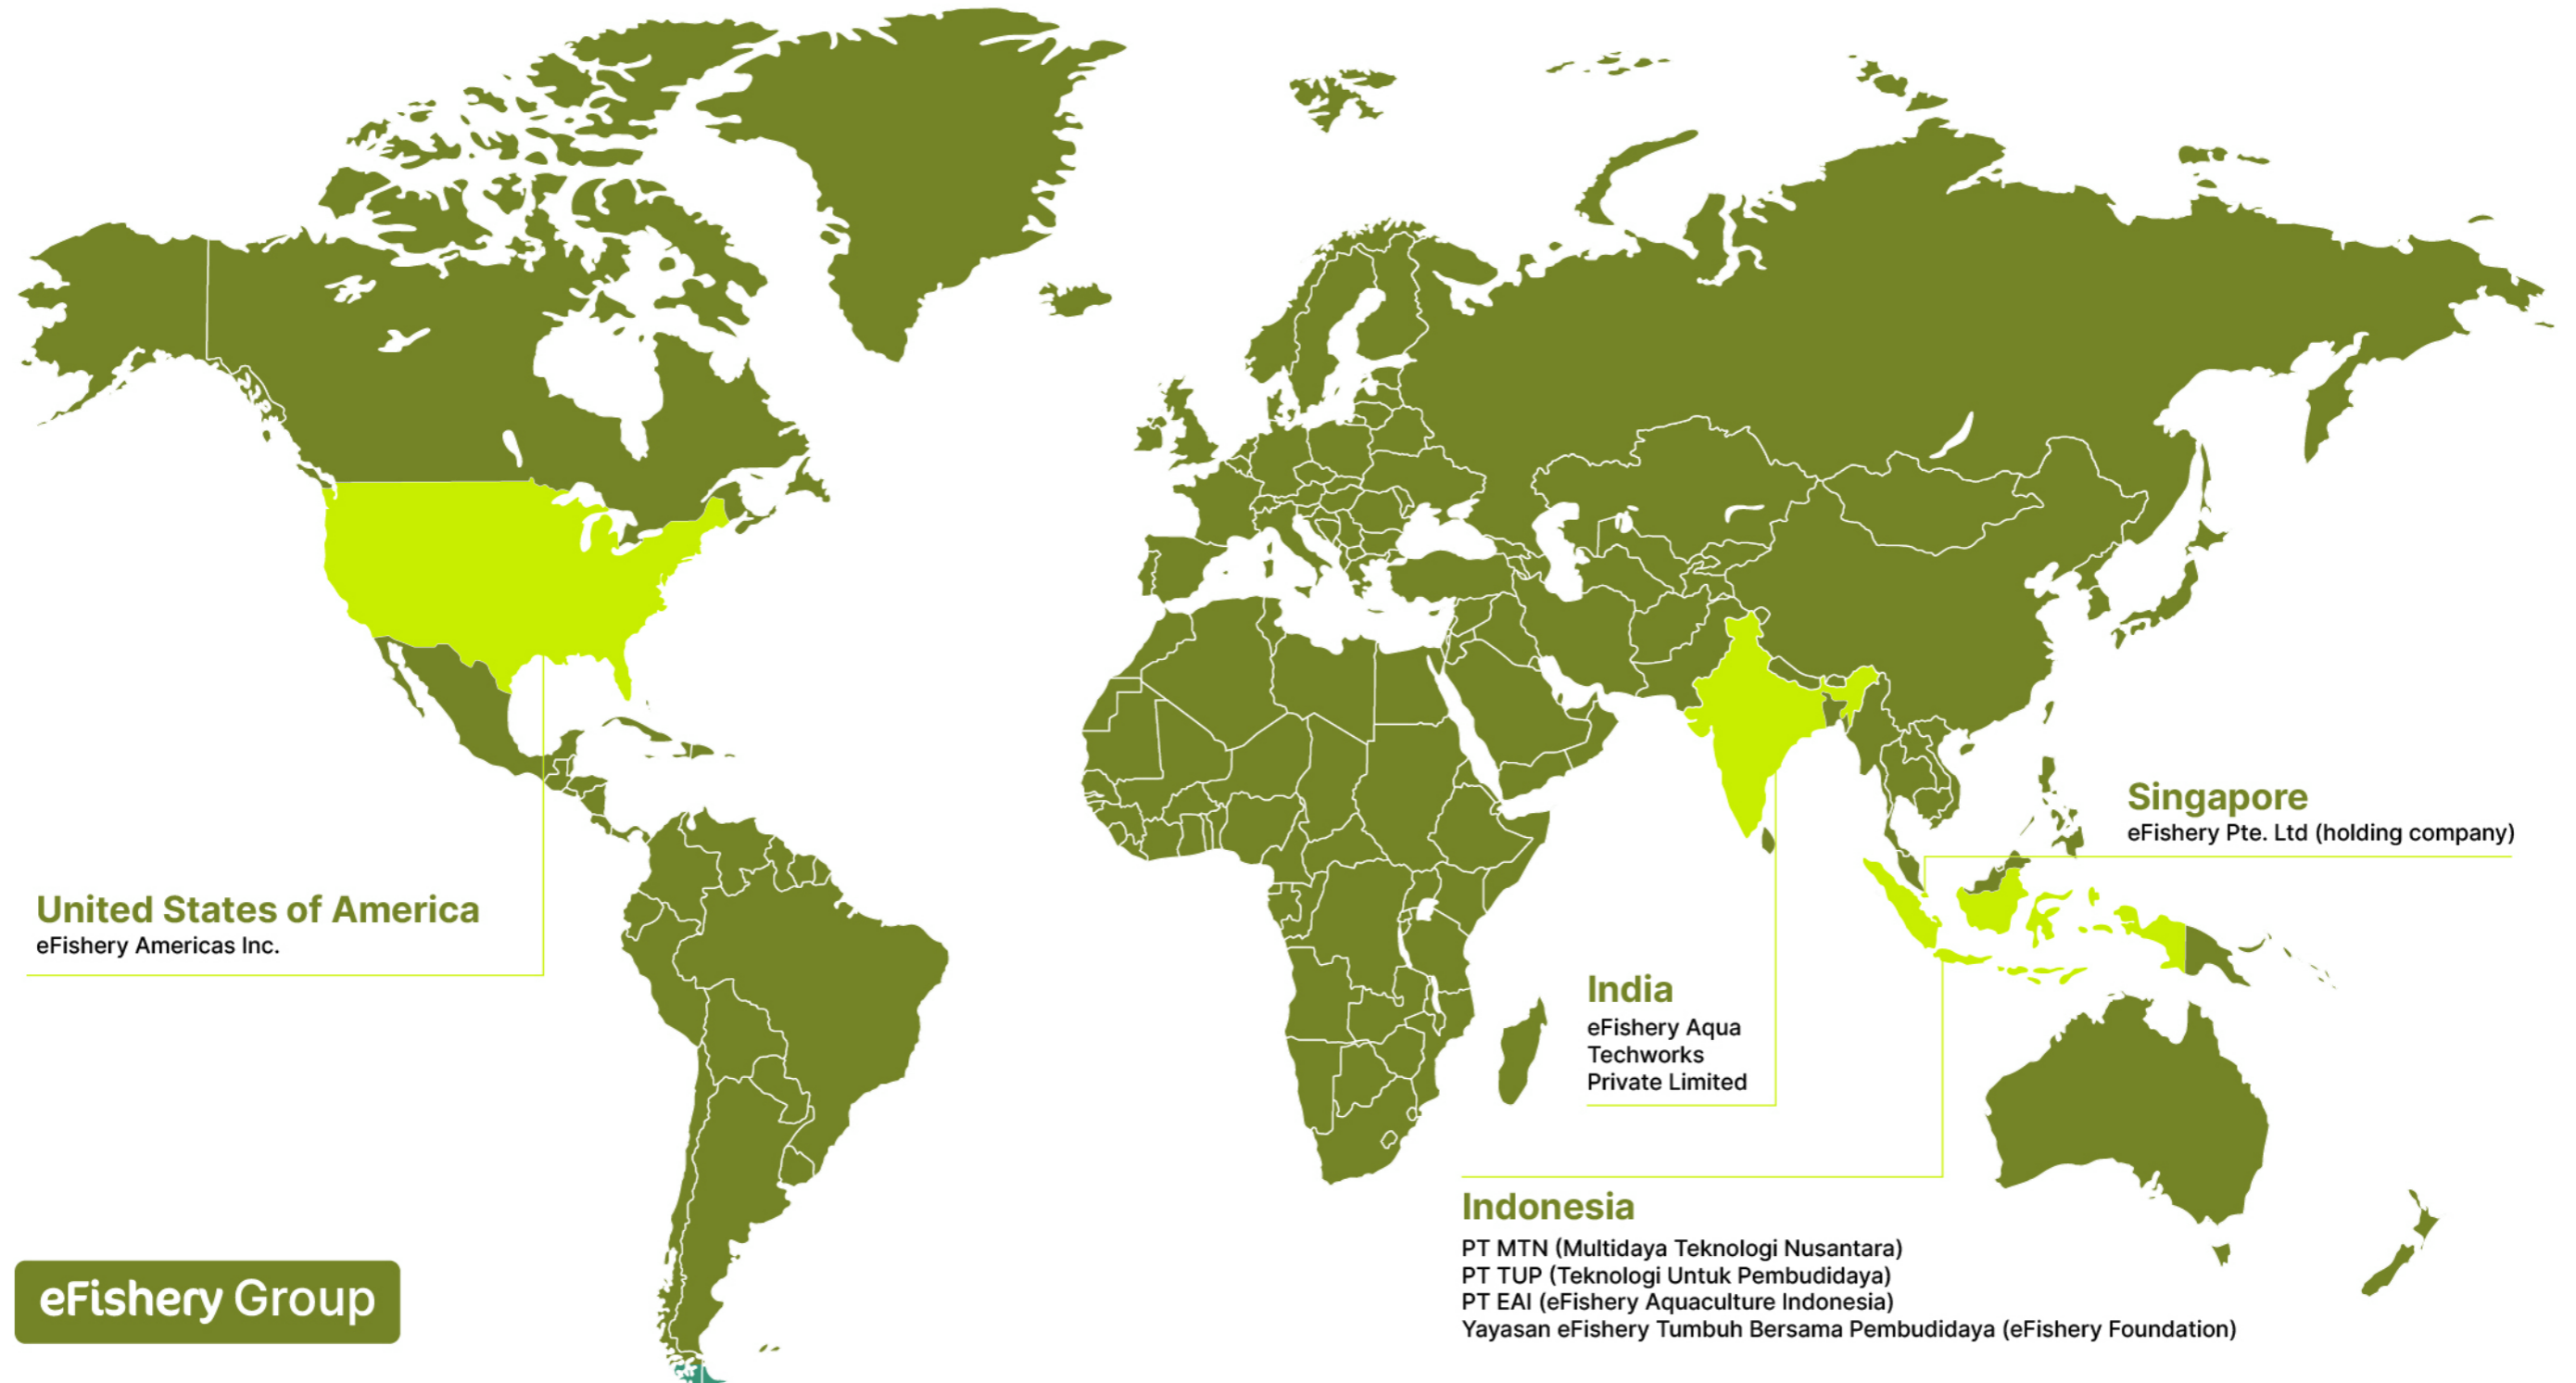 Singapore
eFishery Pte. Ltd (holding company)
United States of America
eFishery Americas Inc.
India
eFishery Aqua
Techworks
Private Limited
Indonesia
PT MTN (Multidaya Teknologi Nusantara)
PT TUP (Teknologi Untuk Pembudidaya)
PT EAI (eFishery Aquaculture Indonesia)
Yayasan eFishery Tumbuh Bersama Pembudidaya (eFishery Foundation)
eFishery Group